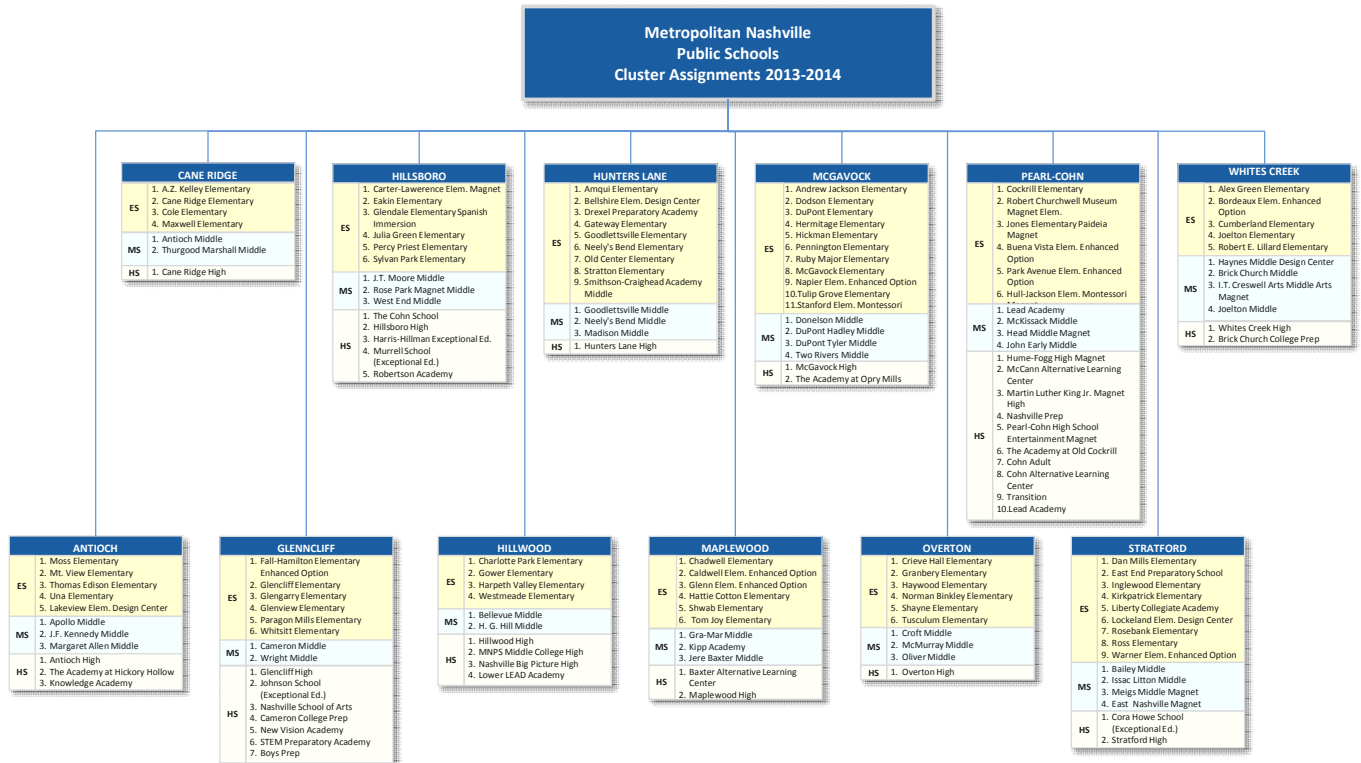 Metropolitan Nashville
Public Schools
Cluster Assignments 2013-2014
CANE RIDGE
ES
1. A.Z. Kelley Elementary
2. Cane Ridge Elementary
3. Cole Elementary
4. Maxwell Elementary
MS
1. Antioch Middle
2. Thurgood Marshall Middle
HS
1. Cane Ridge High
HILLSBORO
ES
1. Carter-Lawerence Elem. Magnet
2. Eakin Elementary
3. Glendale Elementary Spanish
Immersion
4. Julia Green Elementary
5. Percy Priest Elementary
6. Sylvan Park Elementary
MS
1. J.T. Moore Middle
2. Rose Park Magnet Middle
3. West End Middle
HS
1. The Cohn School
2. Hillsboro High
3. Harris-Hillman Exceptional Ed.
4. Murrell School
(Exceptional Ed.)
5. Robertson Academy
HUNTERS LANE
ES
1. Amqui Elementary
2. Bellshire Elem. Design Center
3. Drexel Preparatory Academy
4. Gateway Elementary
5. Goodlettsville Elementary
6. Neely's Bend Elementary
7. Old Center Elementary
8. Stratton Elementary
9. Smithson-Craighead Academy
Middle
MS
1. Goodlettsville Middle
2. Neely's Bend Middle
3. Madison Middle
HS
1. Hunters Lane High
MCGAVOCK
ES
1. Andrew Jackson Elementary
2. Dodson Elementary
3. DuPont Elementary
4. Hermitage Elementary
5. Hickman Elementary
6. Pennington Elementary
7. Ruby Major Elementary
8. McGavock Elementary
9. Napier Elem. Enhanced Option
10.Tulip Grove Elementary
11.Stanford Elem. Montessori
MS
1. Donelson Middle
2. DuPont Hadley Middle
3. DuPont Tyler Middle
4. Two Rivers Middle
HS
1. McGavock High
2. The Academy at Opry Mills
PEARL-COHN
ES
1. Cockrill Elementary
2. Robert Churchwell Museum
Magnet Elem.
3. Jones Elementary Paideia
Magnet
4. Buena Vista Elem. Enhanced
Option
5. Park Avenue Elem. Enhanced
Option
6. Hull-Jackson Elem. Montessori
MS
1. Lead Academy
2. McKissack Middle
3. Head Middle Magnet
4. John Early Middle
HS
1. Hume-Fogg High Magnet
2. McCann Alternative Learning
Center
3. Martin Luther King Jr. Magnet
High
4. Nashville Prep
5. Pearl-Cohn High School
Entertainment Magnet
6. The Academy at Old Cockrill
7. Cohn Adult
8. Cohn Alternative Learning
Center
9. Transition
10.Lead Academy
WHITES CREEK
ES
1. Alex Green Elementary
2. Bordeaux Elem. Enhanced
Option
3. Cumberland Elementary
4. Joelton Elementary
5. Robert E. Lillard Elementary
MS
1. Haynes Middle Design Center
2. Brick Church Middle
3. I.T. Creswell Arts Middle Arts
Magnet
4. Joelton Middle
HS
1. Whites Creek High
2. Brick Church College Prep
ANTIOCH
ES
1. Moss Elementary
2. Mt. View Elementary
3. Thomas Edison Elementary
4. Una Elementary
5. Lakeview Elem. Design Center
MS
1. Apollo Middle
2. J.F. Kennedy Middle
3. Margaret Allen Middle
HS
1. Antioch High
2. The Academy at Hickory Hollow
3. Knowledge Academy
GLENNCLIFF
ES
1. Fall-Hamilton Elementary
Enhanced Option
2. Glencliff Elementary
3. Glengarry Elementary
4. Glenview Elementary
5. Paragon Mills Elementary
6. Whitsitt Elementary
MS
1. Cameron Middle
2. Wright Middle
HS
1. Glencliff High
2. Johnson School
(Exceptional Ed.)
3. Nashville School of Arts
4. Cameron College Prep
5. New Vision Academy
6. STEM Preparatory Academy
7. Boys Prep
HILLWOOD
ES
1. Charlotte Park Elementary
2. Gower Elementary
3. Harpeth Valley Elementary
4. Westmeade Elementary
MS
1. Bellevue Middle
2. H. G. Hill Middle
HS
1. Hillwood High
2. MNPS Middle College High
3. Nashville Big Picture High
4. Lower LEAD Academy
MAPLEWOOD
ES
1. Chadwell Elementary
2. Caldwell Elem. Enhanced Option
3. Glenn Elem. Enhanced Option
4. Hattie Cotton Elementary
5. Shwab Elementary
6. Tom Joy Elementary
MS
1. Gra-Mar Middle
2. Kipp Academy
3. Jere Baxter Middle
HS
1. Baxter Alternative Learning
Center
2. Maplewood High
OVERTON
ES
1. Crieve Hall Elementary
2. Granbery Elementary
3. Haywood Elementary
4. Norman Binkley Elementary
5. Shayne Elementary
6. Tusculum Elementary
MS
1. Croft Middle
2. McMurray Middle
3. Oliver Middle
HS
1. Overton High
STRATFORD
ES
1. Dan Mills Elementary
2. East End Preparatory School
3. Inglewood Elementary
4. Kirkpatrick Elementary
5. Liberty Collegiate Academy
6. Lockeland Elem. Design Center
7. Rosebank Elementary
8. Ross Elementary
9. Warner Elem. Enhanced Option
MS
1. Bailey Middle
2. Issac Litton Middle
3. Meigs Middle Magnet
4. East Nashville Magnet
HS
1. Cora Howe School
(Exceptional Ed.)
2. Stratford High